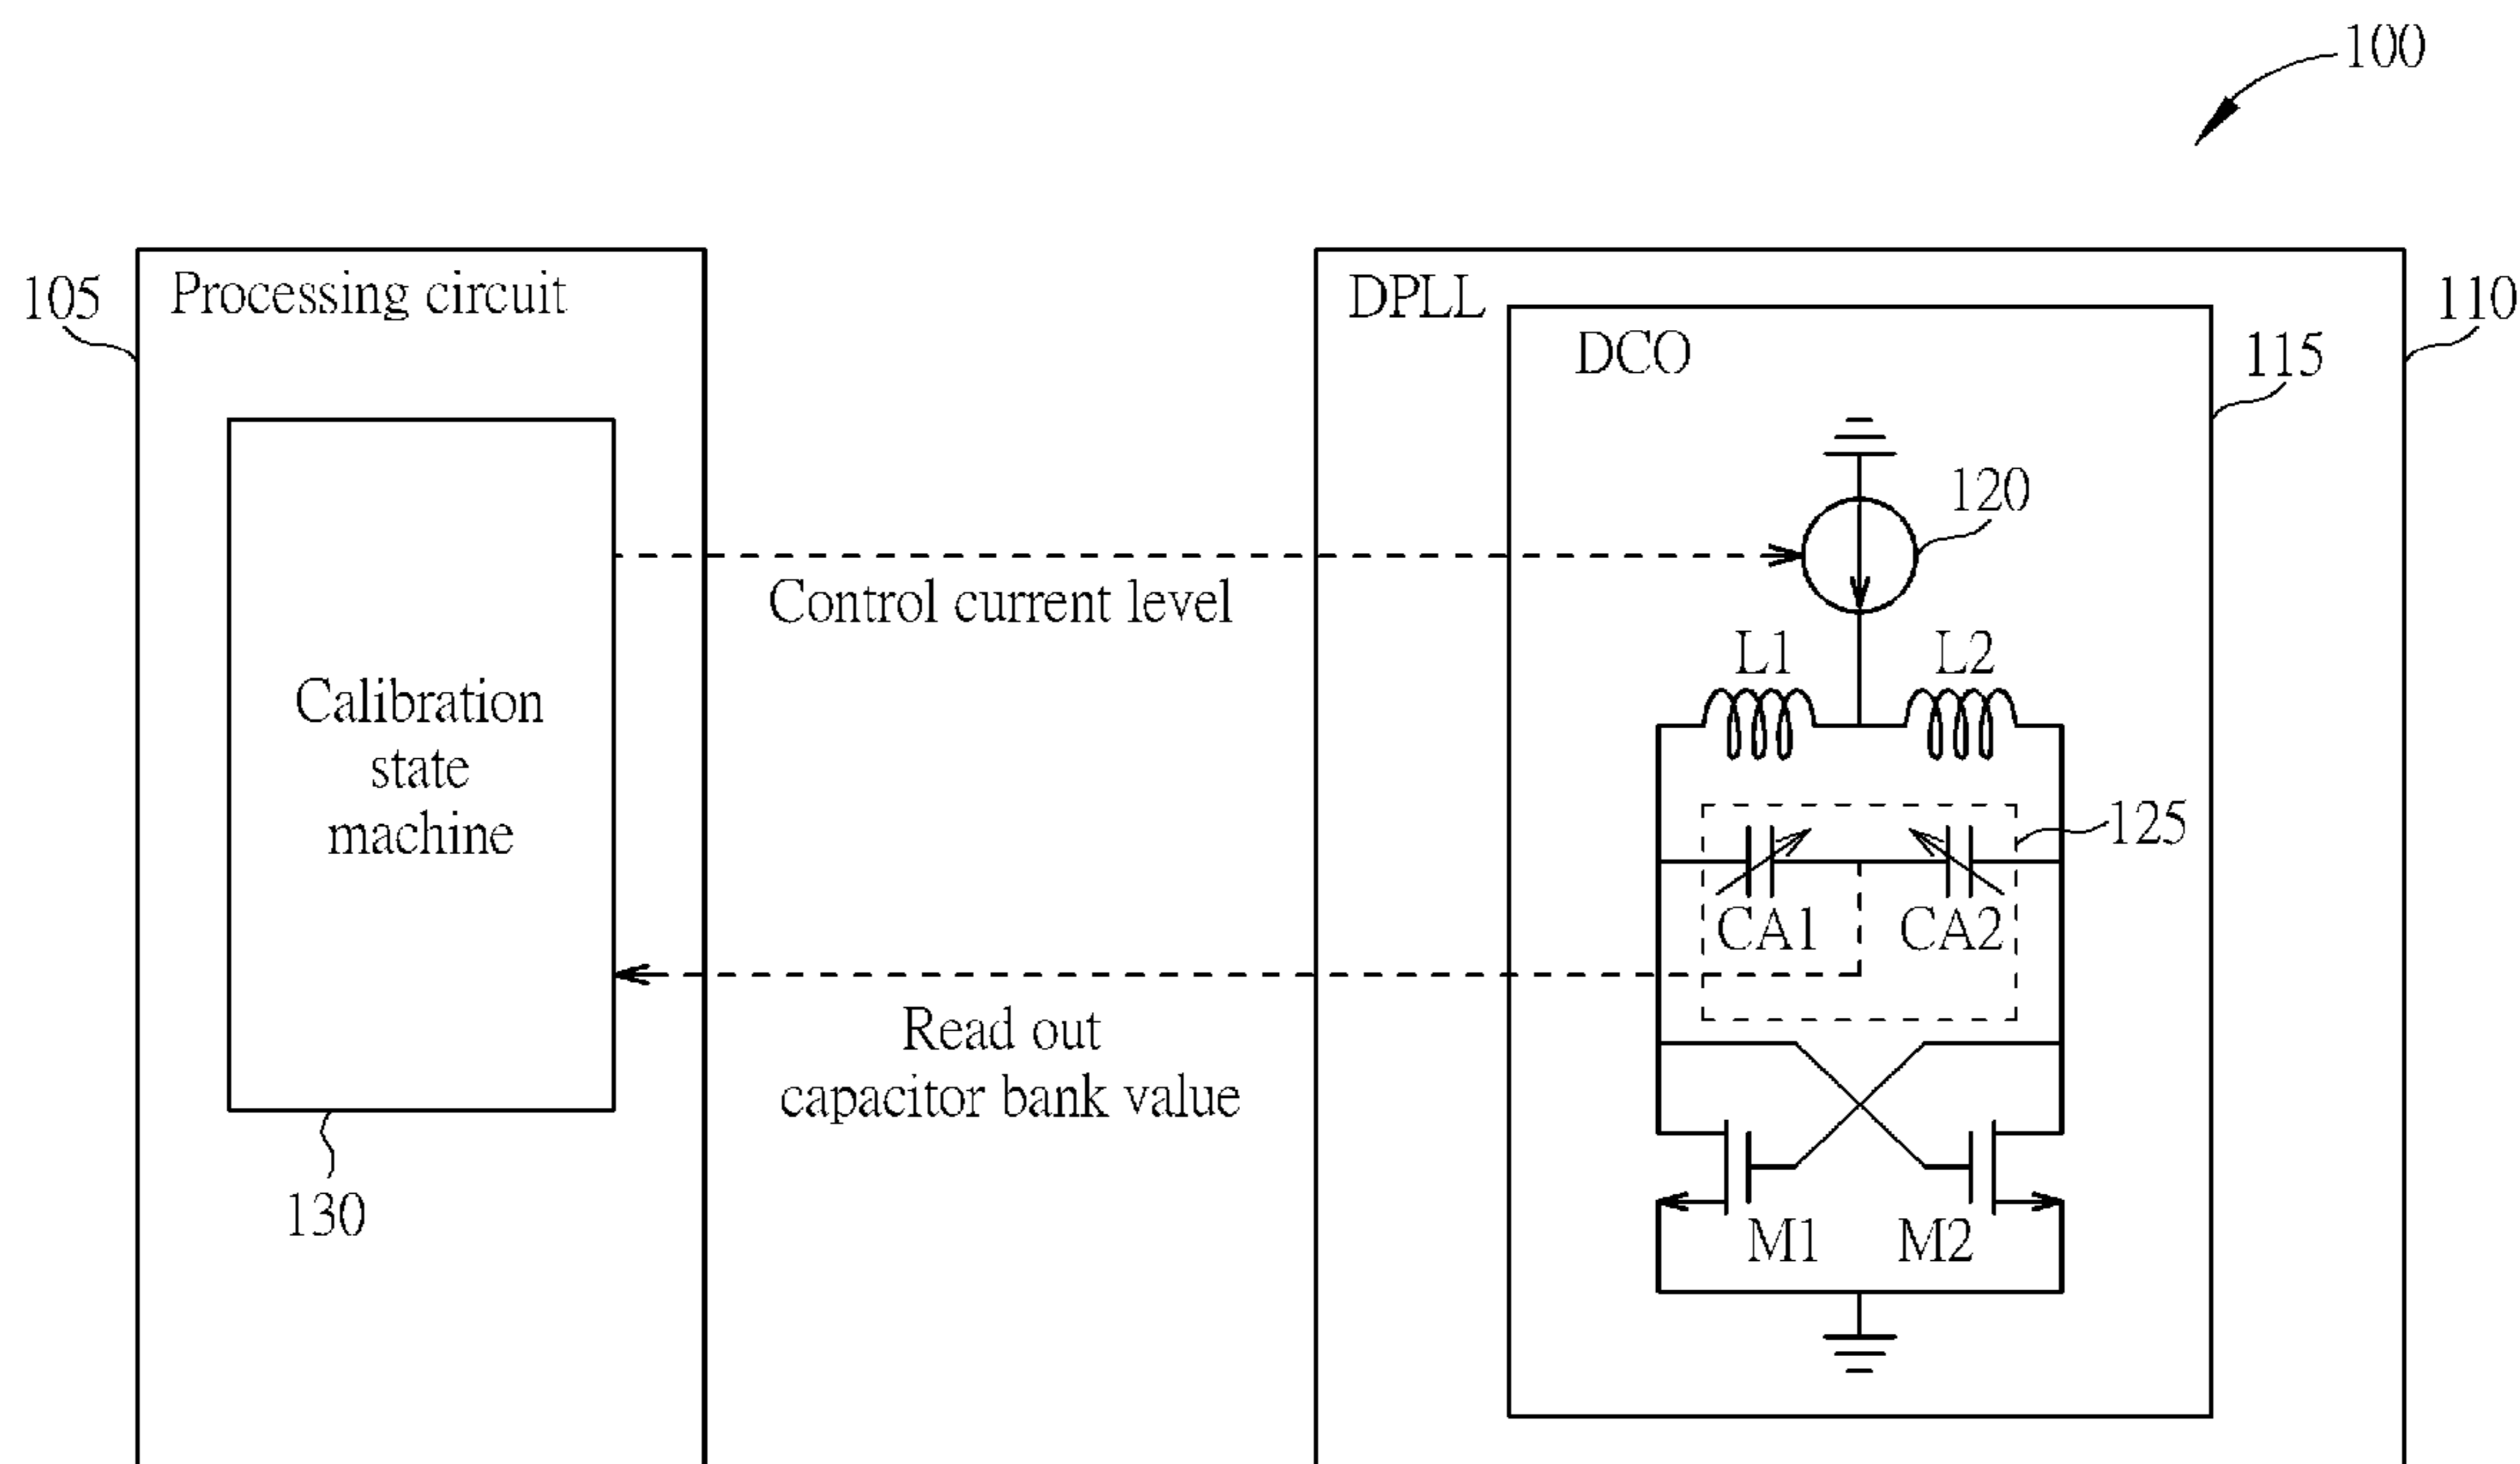 100
105
Processing circuit
DPLL
110
DCO
115
120
Control current level
L1
L2
Calibration
state
machine
125
CA1
CA2
Read out
capacitor bank value
130
M1
M2